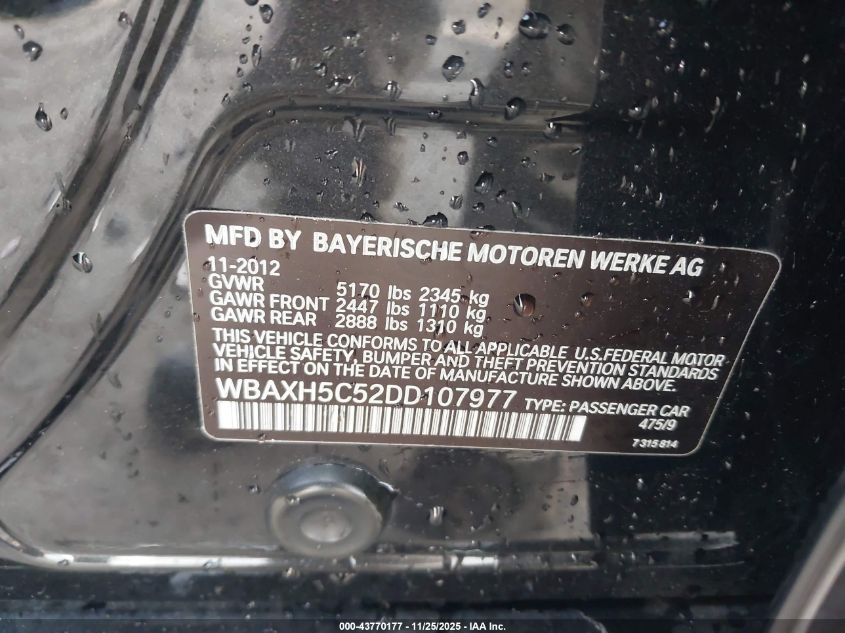 MFD BY BAYERISCHE MOTOREN WERKE AG
11-2012
GVWR 5170 lbs 2345 kg
GAWR FRONT 2447 lbs 1110 kg
GAWR REAR 2888 lbs 1310 kg
THIS VEHICLE CONFORMS TO ALL APPLICABLE U.S.FEDERAL MOTOR
VEHICLE SAFETY, BUMPER AND THEFT PREVENTION STANDARDS
IN EFFECT ON THE DATE OF MANUFACTURE SHOWN ABOVE.
WBAXH5C52DD107977 TYPE: PASSENGER CAR
475/9
7315814
000-43770177 - 11/25/2025 - IAA Inc.